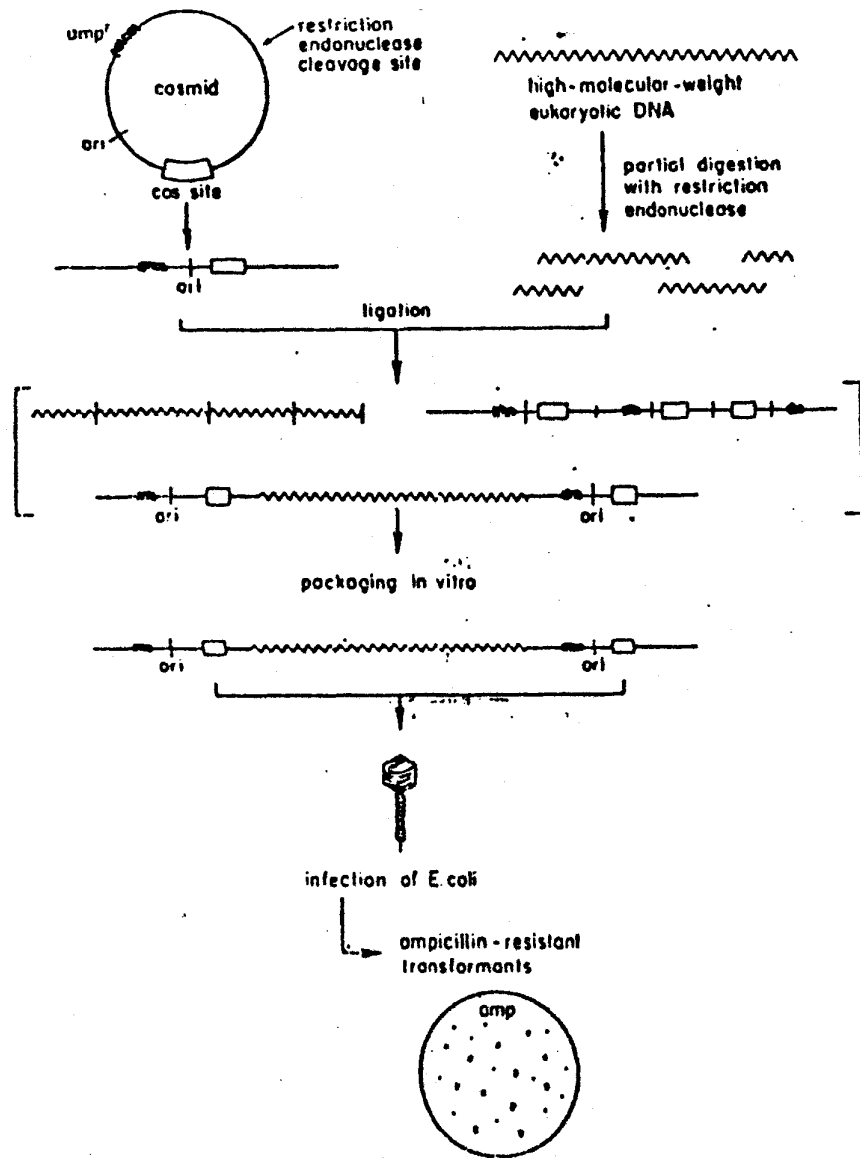 ampʳ
restriction
endonuclease
cleavage site
cosmid
ori
cos site
high-molecular-weight
eukaryotic DNA
partial digestion
with restriction
endonuclease
ori
ligation
ori
ori
packaging in vitro
ori
ori
infection of E. coli
ampicillin-resistant
transformants
amp